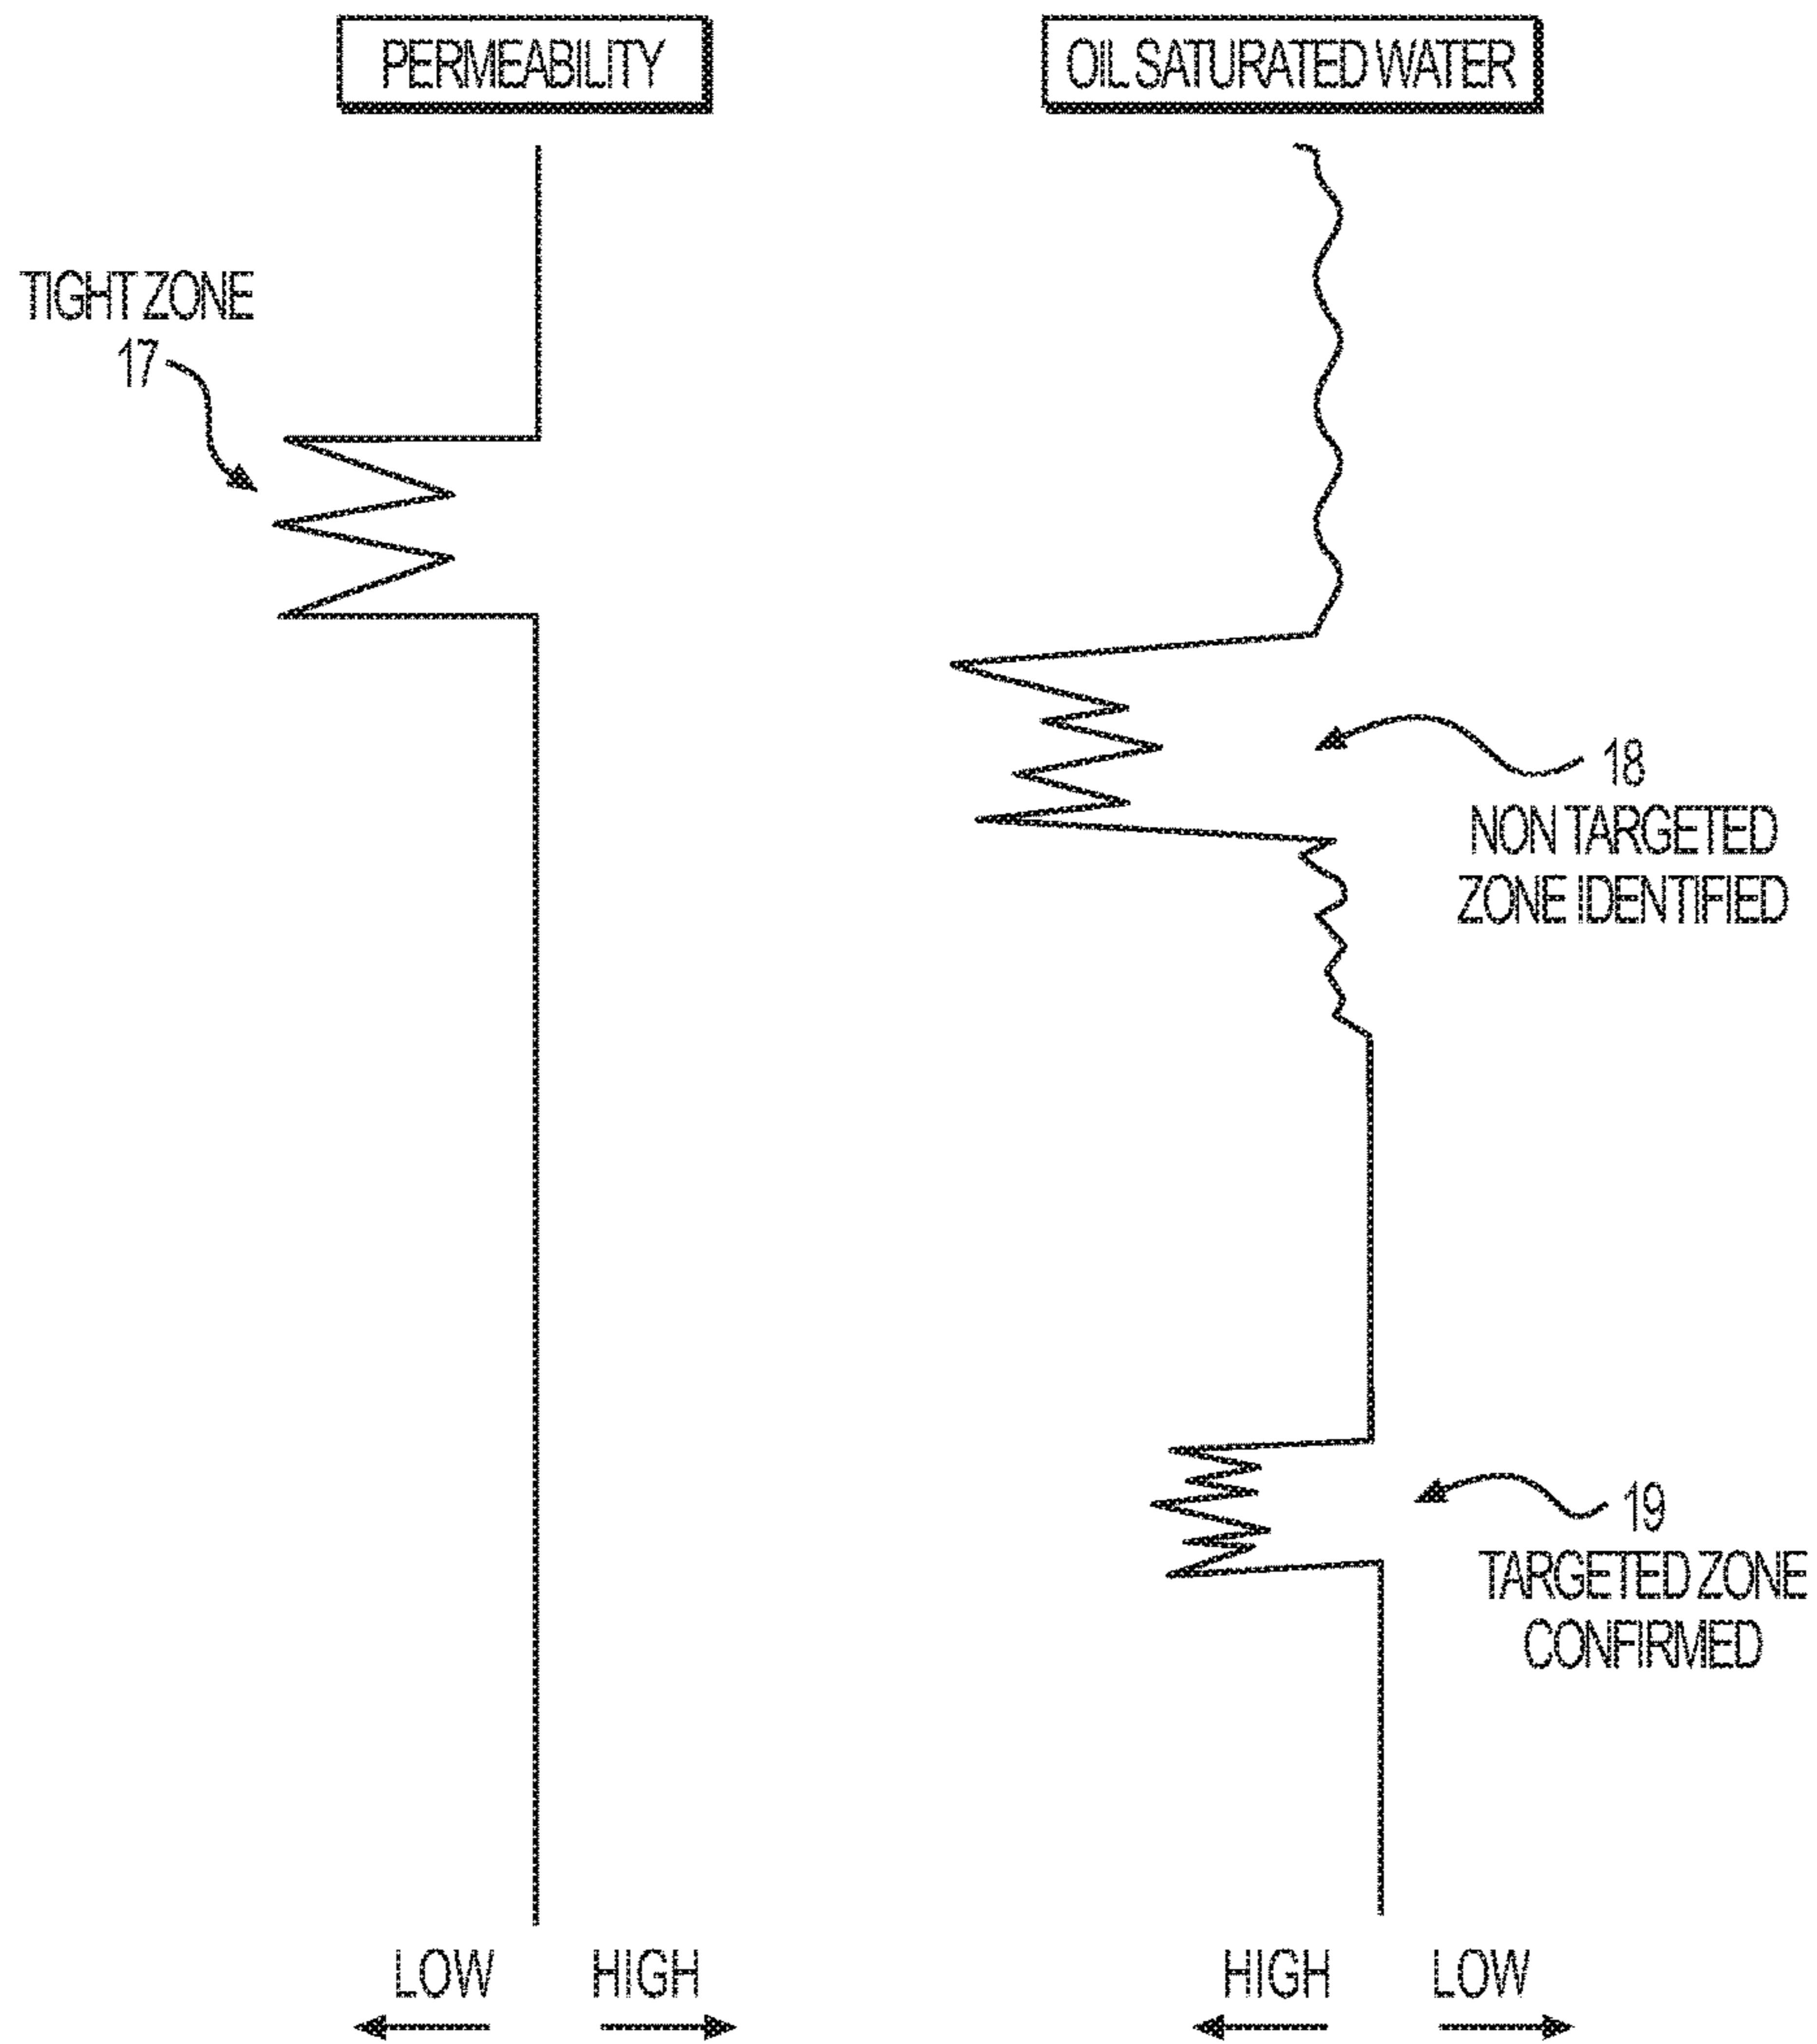 PERMEABILITY
OIL SATURATED WATER
TIGHT ZONE
17
18
NON TARGETED
ZONE IDENTIFIED
19
TARGETED ZONE
CONFIRMED
LOW HIGH
HIGH LOW